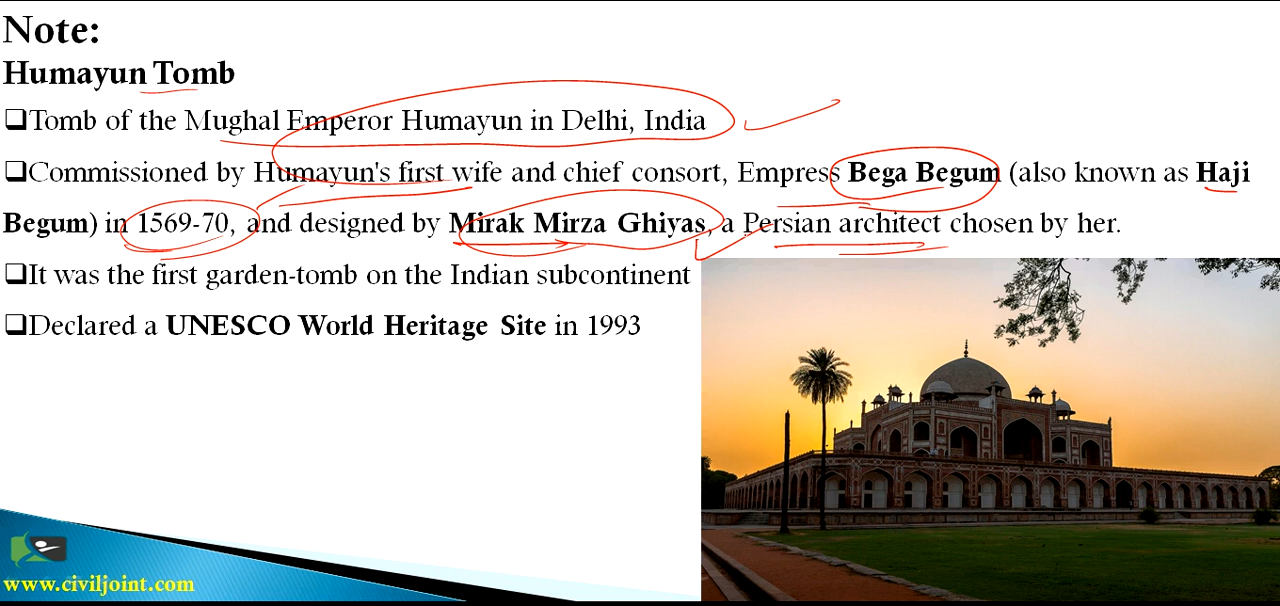 Note:
Humayun Tomb
❑Tomb of the Mughal Emperor Humayun in Delhi, India
❑Commissioned by Humayun's first wife and chief consort, Empress Bega Begum (also known as Haji
Begum) in 1569-70, and designed by Mirak Mirza Ghiyas, a Persian architect chosen by her.
❑It was the first garden-tomb on the Indian subcontinent
❑Declared a UNESCO World Heritage Site in 1993
www.civiljoint.com